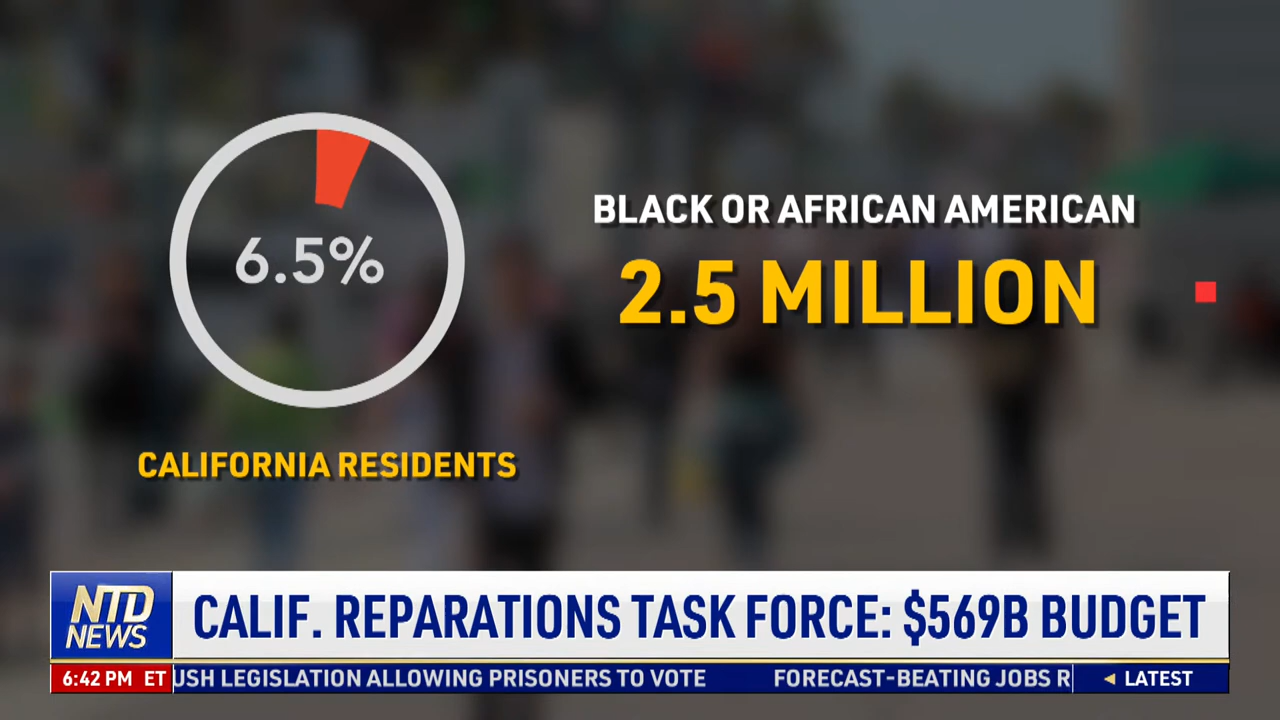 6.5%
CALIFORNIA RESIDENTS
BLACK OR AFRICAN AMERICAN
2.5 MILLION
NTD
NEWS
CALIF. REPARATIONS TASK FORCE: $569B BUDGET
6:42 PM ET
USH LEGISLATION ALLOWING PRISONERS TO VOTE FORECAST-BEATING JOBS R
◄ LATEST